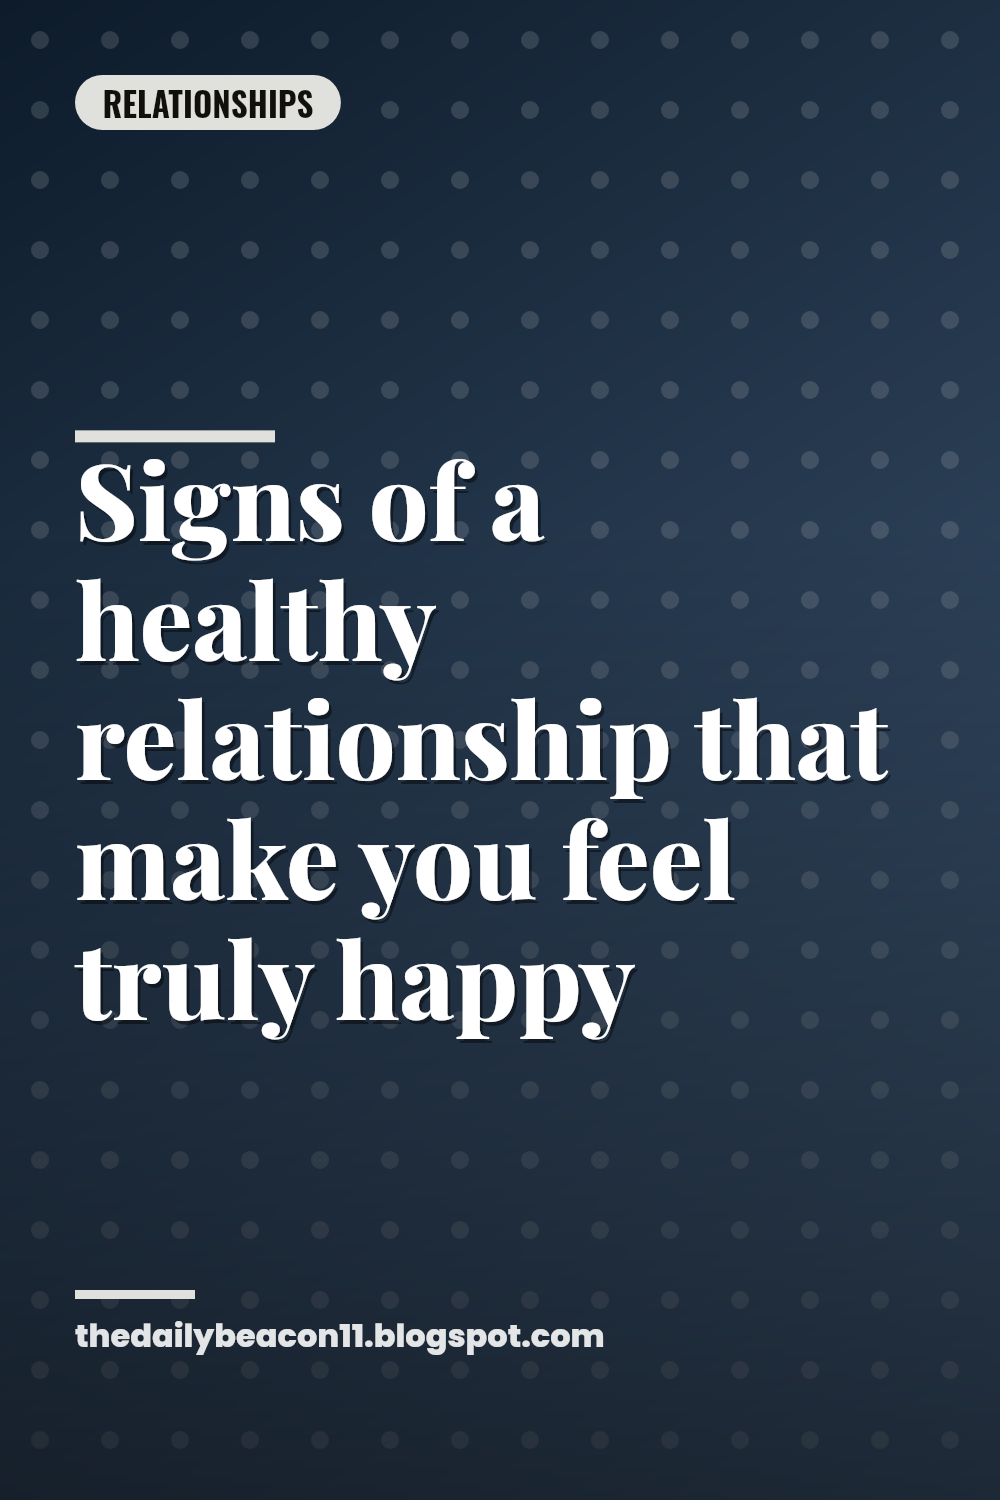 RELATIONSHIPS
Signs of a
healthy
relationship that
make you feel
truly happy
thedailybeacon11.blogspot.com